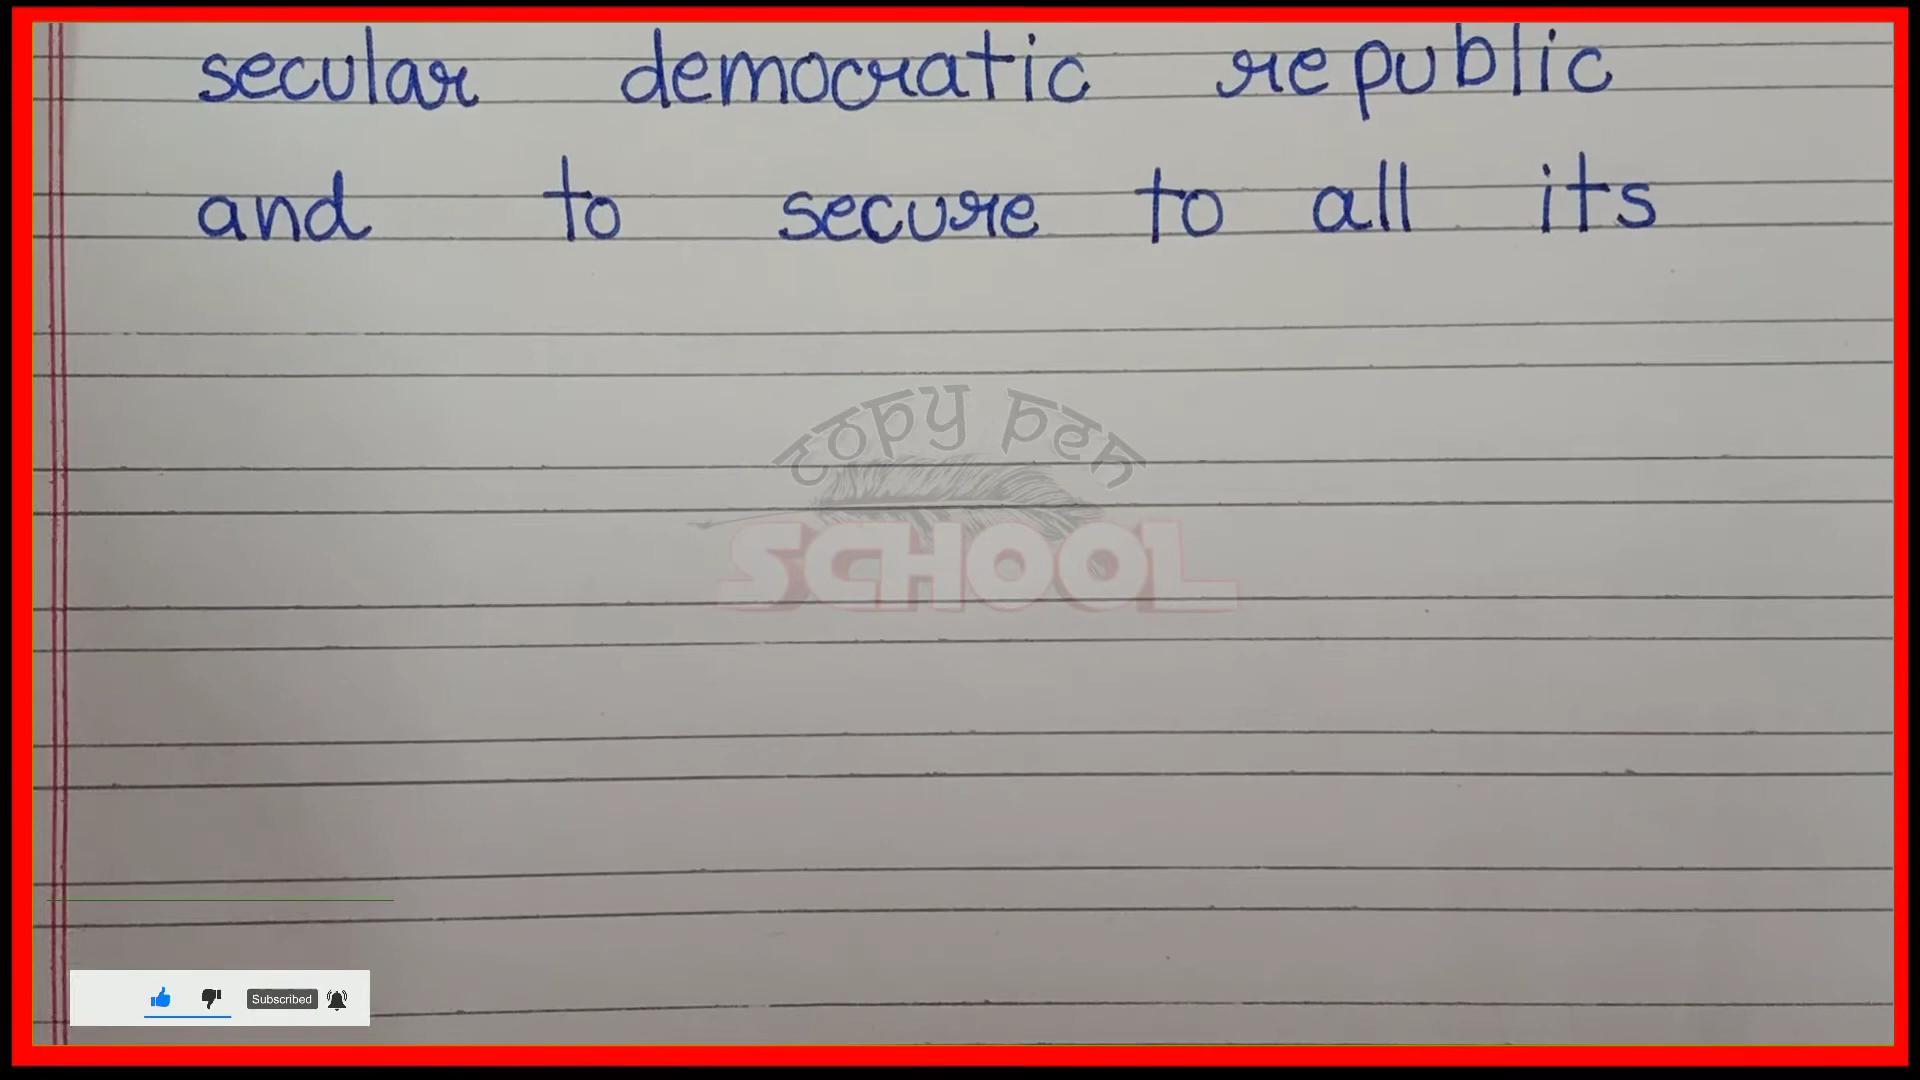 secular democratic republic
and to secure to all its
copy pen
SCHOOL
Subscribed